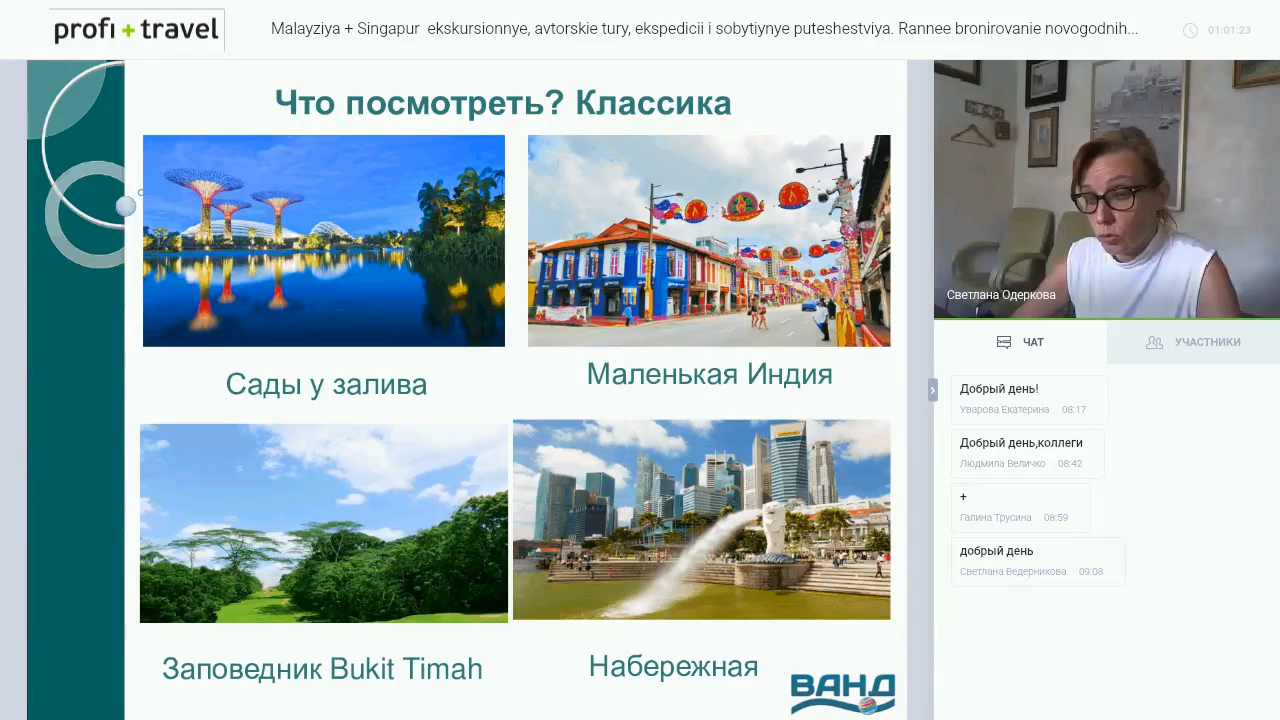 profi + travel
Malayziya + Singapur ekskursionnye, avtorskie tury, ekspedicii i sobytiynye puteshestviya. Rannee bronirovanie novogodnih...
01:01:23
Что посмотреть? Классика
Сады у залива
Маленькая Индия
Заповедник Bukit Timah
Набережная
ВАНД
Светлана Одеркова
ЧАТ
УЧАСТНИКИ
Добрый день!
Уварова Екатерина 08:17
Добрый день,коллеги
Людмила Величко 08:42
+
Галина Трусина 08:59
добрый день
Светлана Ведерникова 09:08